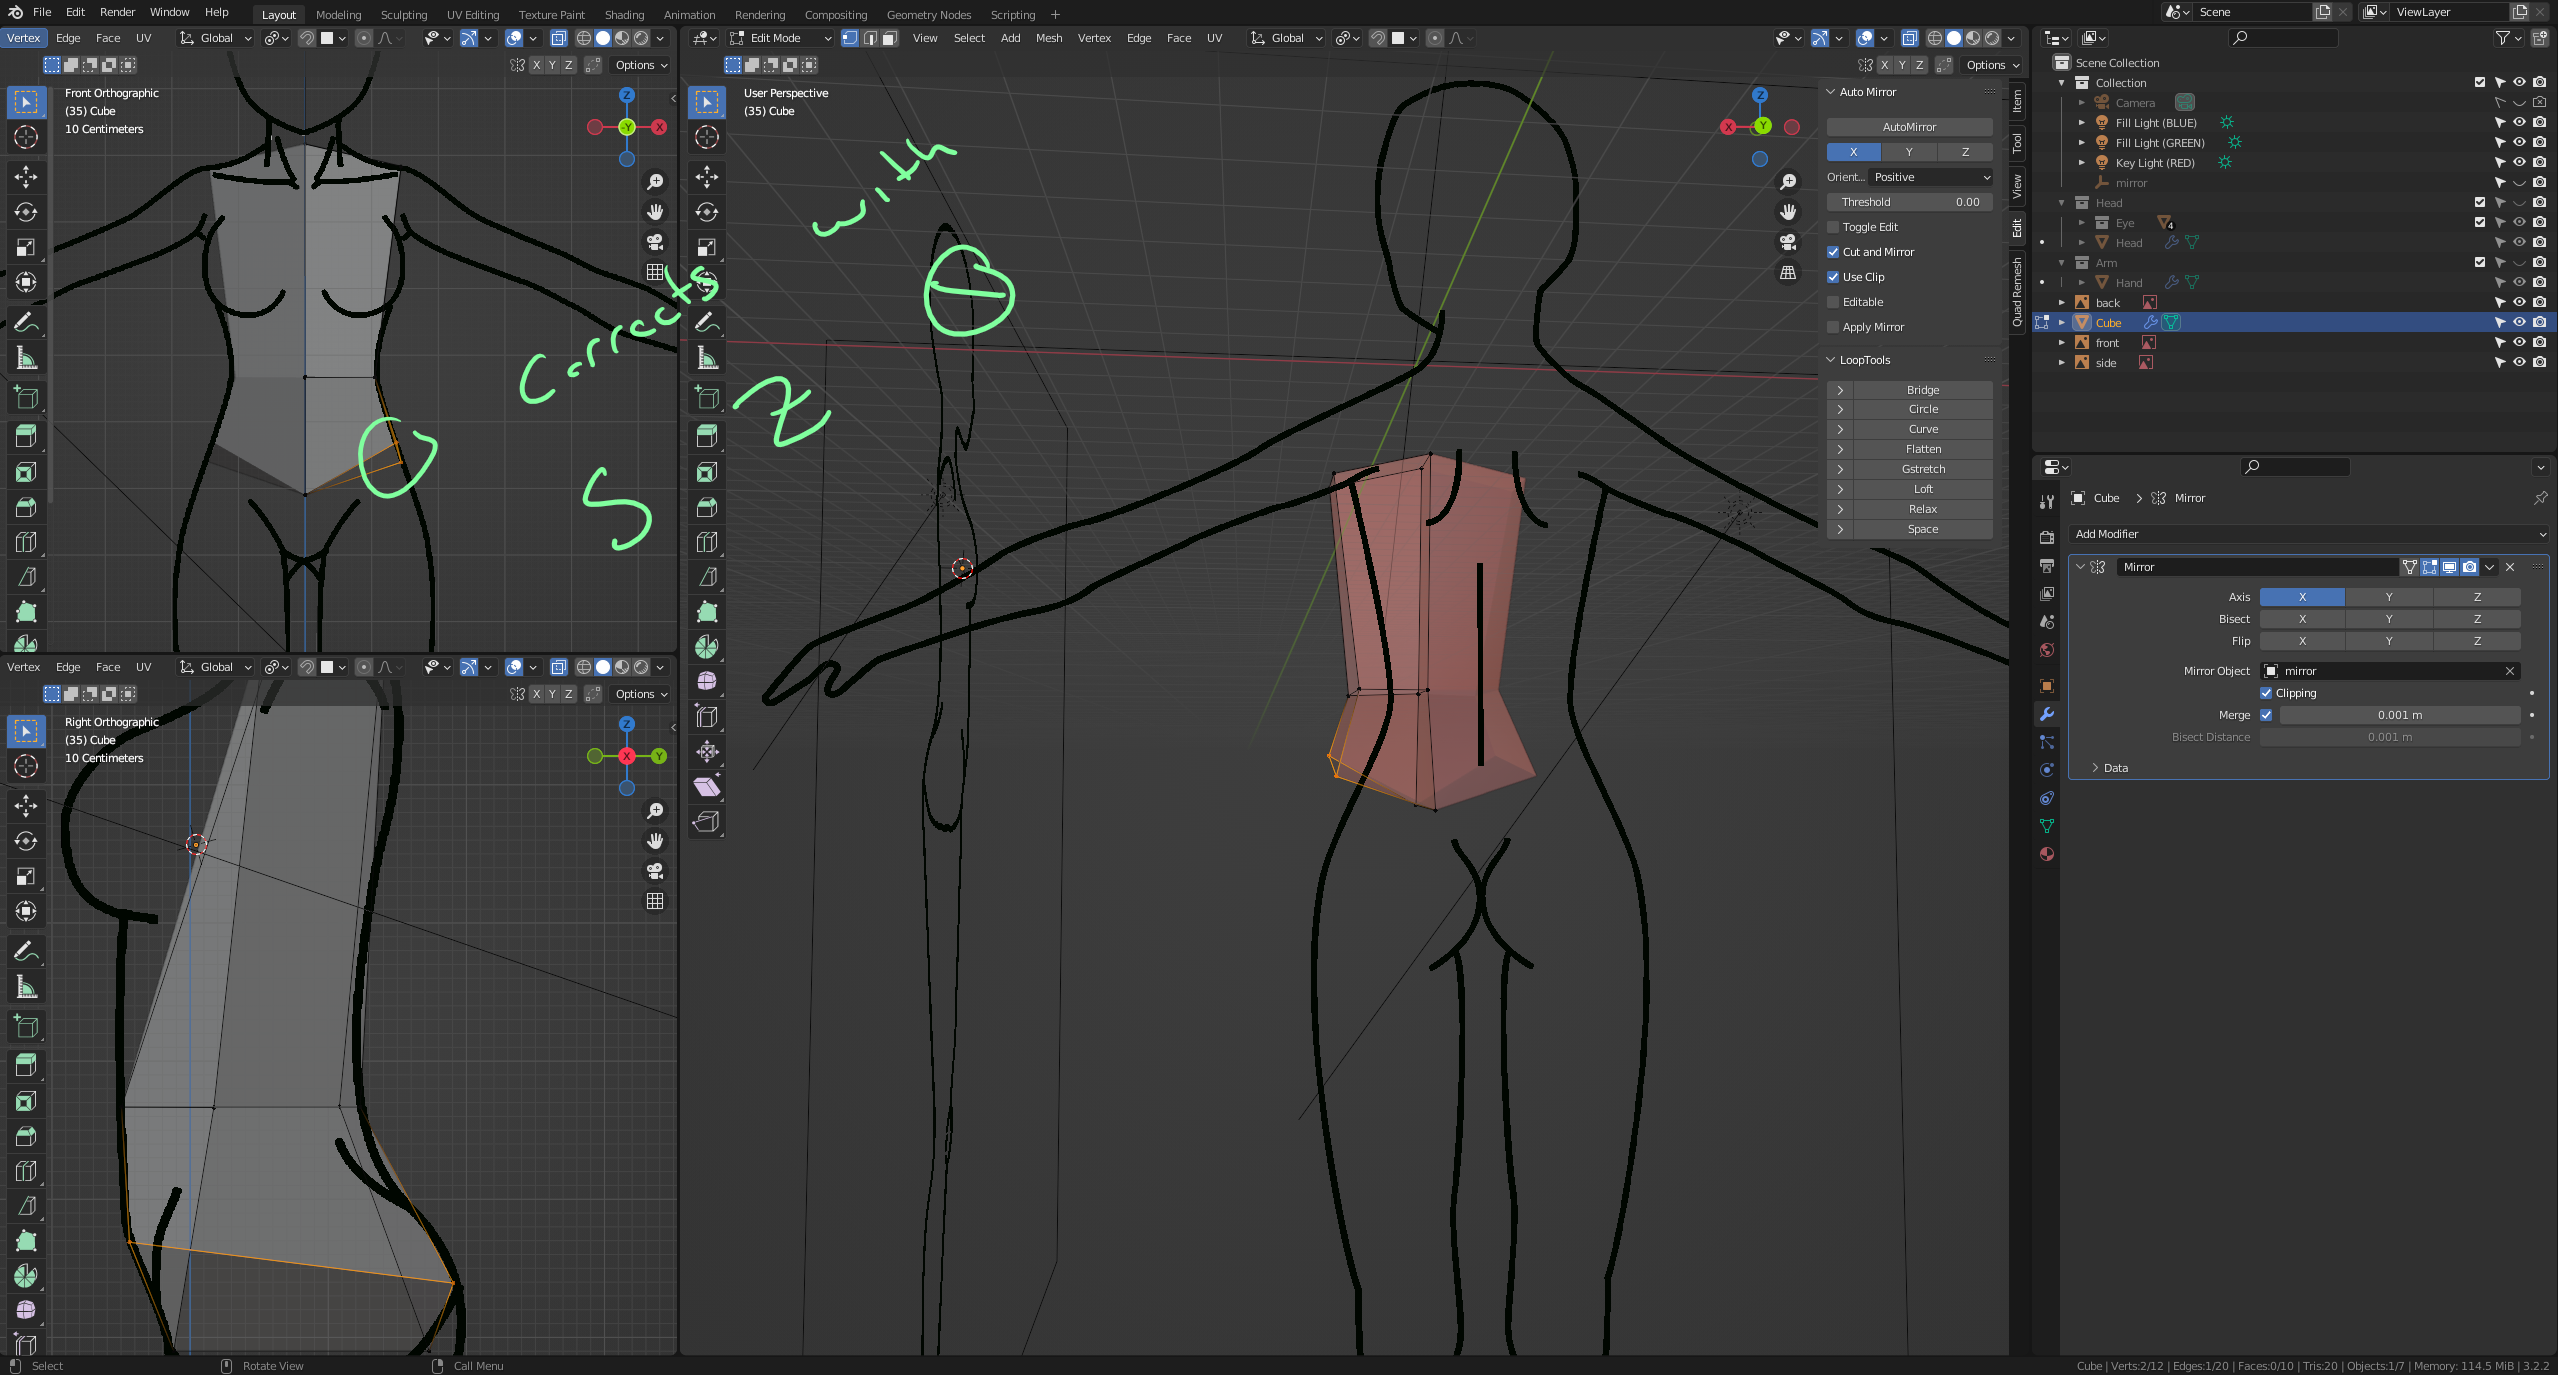 File Edit Render Window Help Layout Modeling Sculpting UV Editing Texture Paint Shading Animation Rendering Compositing Geometry Nodes Scripting + Scene ViewLayer
Vertex Edge Face UV Global
Edit Mode View Select Add Mesh Vertex Edge Face UV Global
X Y Z Options
X Y Z Options
Front Orthographic
(35) Cube
10 Centimeters
Z
-Y X
User Perspective
(35) Cube
Z
X Y
with
Corrects
Z
S
Auto Mirror
AutoMirror
X Y Z
Orient... Positive
Threshold 0.00
Toggle Edit
Cut and Mirror
Use Clip
Editable
Apply Mirror
LoopTools
Bridge
Circle
Curve
Flatten
Gstretch
Loft
Relax
Space
Item
Tool
View
Edit
Quad Remesh
Scene Collection
Collection
Camera
Fill Light (BLUE)
Fill Light (GREEN)
Key Light (RED)
mirror
Head
Eye 4
Head
Arm
Hand
back
Cube
front
side
Cube > Mirror
Add Modifier
Mirror
Axis X Y Z
Bisect X Y Z
Flip X Y Z
Mirror Object mirror
Clipping
Merge 0.001 m
Bisect Distance 0.001 m
Data
Vertex Edge Face UV Global
X Y Z Options
Right Orthographic
(35) Cube
10 Centimeters
Z
X Y
Select Rotate View Call Menu
Cube | Verts:2/12 | Edges:1/20 | Faces:0/10 | Tris:20 | Objects:1/7 | Memory: 114.5 MiB | 3.2.2